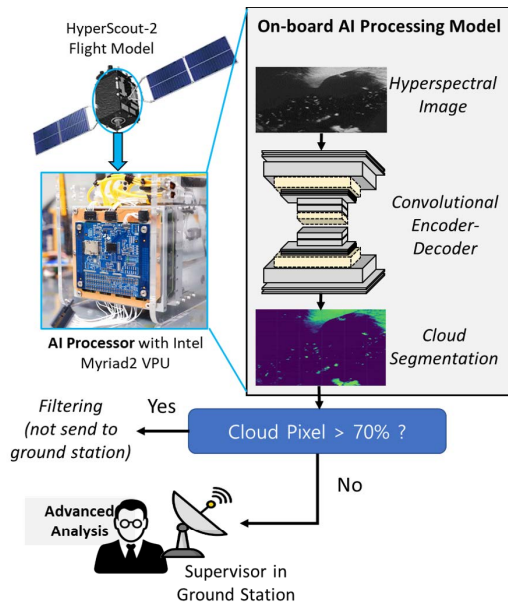 HyperScout-2
Flight Model
On-board AI Processing Model
Hyperspectral
Image
Convolutional
Encoder-
Decoder
Cloud
Segmentation
AI Processor with Intel
Myriad2 VPU
Filtering
(not send to
ground station)
Yes
Cloud Pixel > 70% ?
No
Advanced
Analysis
Supervisor in
Ground Station